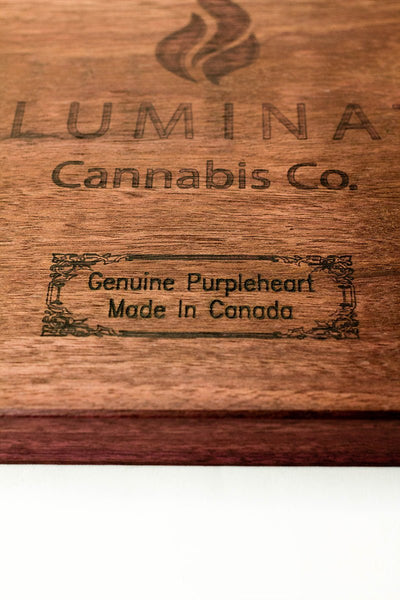 LUMINA
Cannabis Co.
Genuine Purpleheart
Made In Canada